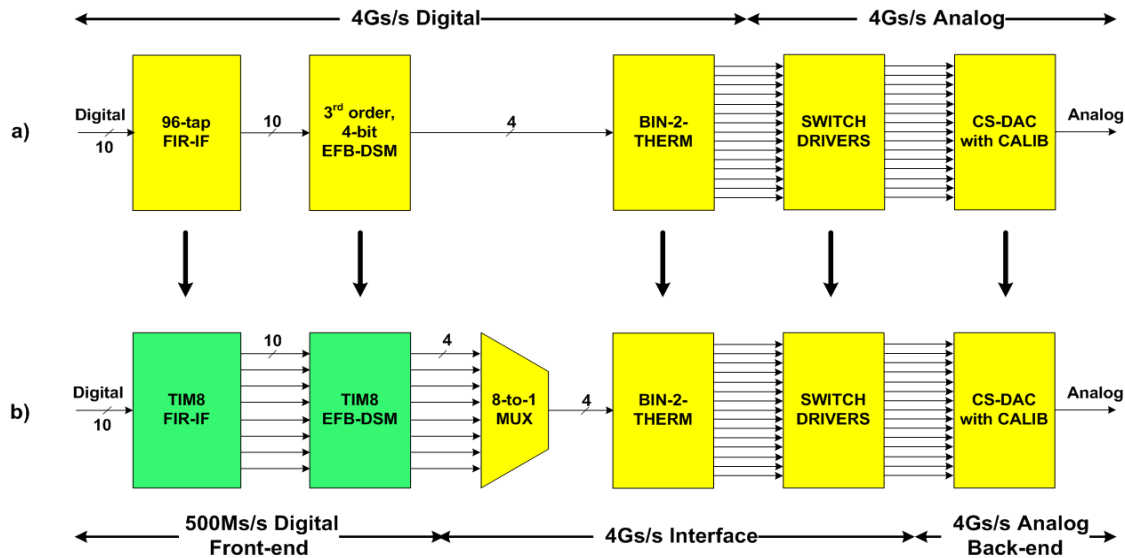 4Gs/s Digital
4Gs/s Analog
a)
Digital
10
96-tap
FIR-IF
10
3rd order,
4-bit
EFB-DSM
4
BIN-2-
THERM
SWITCH
DRIVERS
CS-DAC
with CALIB
Analog
b)
Digital
10
TIM8
FIR-IF
10
TIM8
EFB-DSM
4
8-to-1
MUX
4
BIN-2-
THERM
SWITCH
DRIVERS
CS-DAC
with CALIB
Analog
500Ms/s Digital
Front-end
4Gs/s Interface
4Gs/s Analog
Back-end